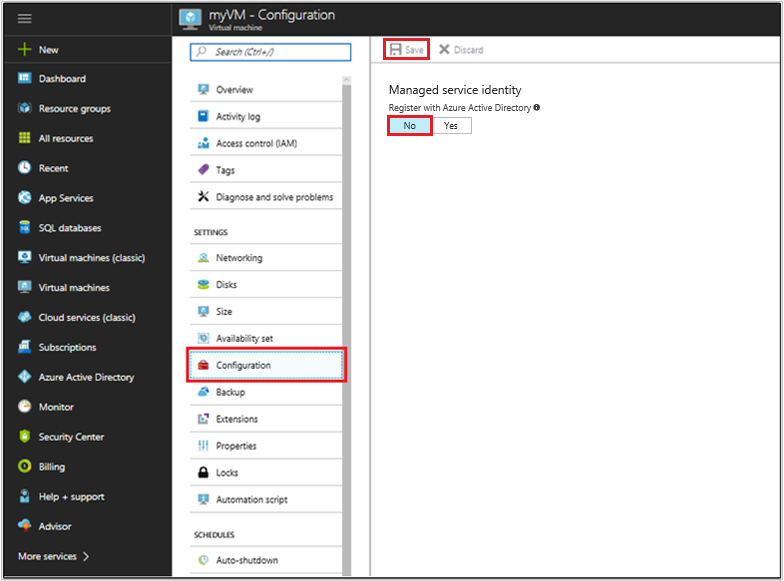 myVM - Configuration
Virtual machine
New
Dashboard
Resource groups
All resources
Recent
App Services
SQL databases
Virtual machines (classic)
Virtual machines
Cloud services (classic)
Subscriptions
Azure Active Directory
Monitor
Security Center
Billing
Help + support
Advisor
More services
Search (Ctrl+/)
Overview
Activity log
Access control (IAM)
Tags
Diagnose and solve problems
SETTINGS
Networking
Disks
Size
Availability set
Configuration
Backup
Extensions
Properties
Locks
Automation script
SCHEDULES
Auto-shutdown
Save Discard
Managed service identity
Register with Azure Active Directory
No Yes